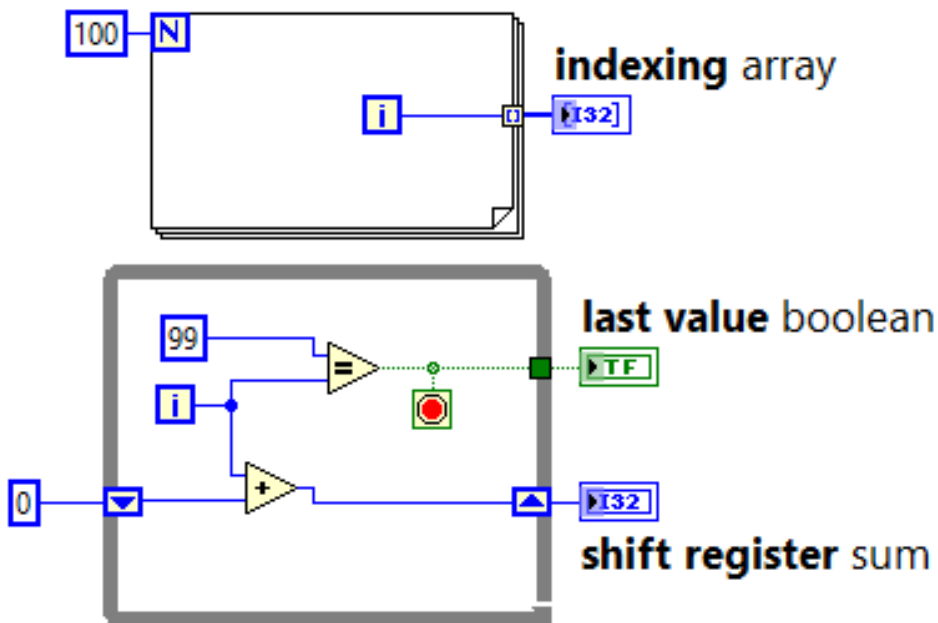 100 N
indexing array
i
[I32]
last value boolean
99
=
TF
i
+
0
I32
shift register sum